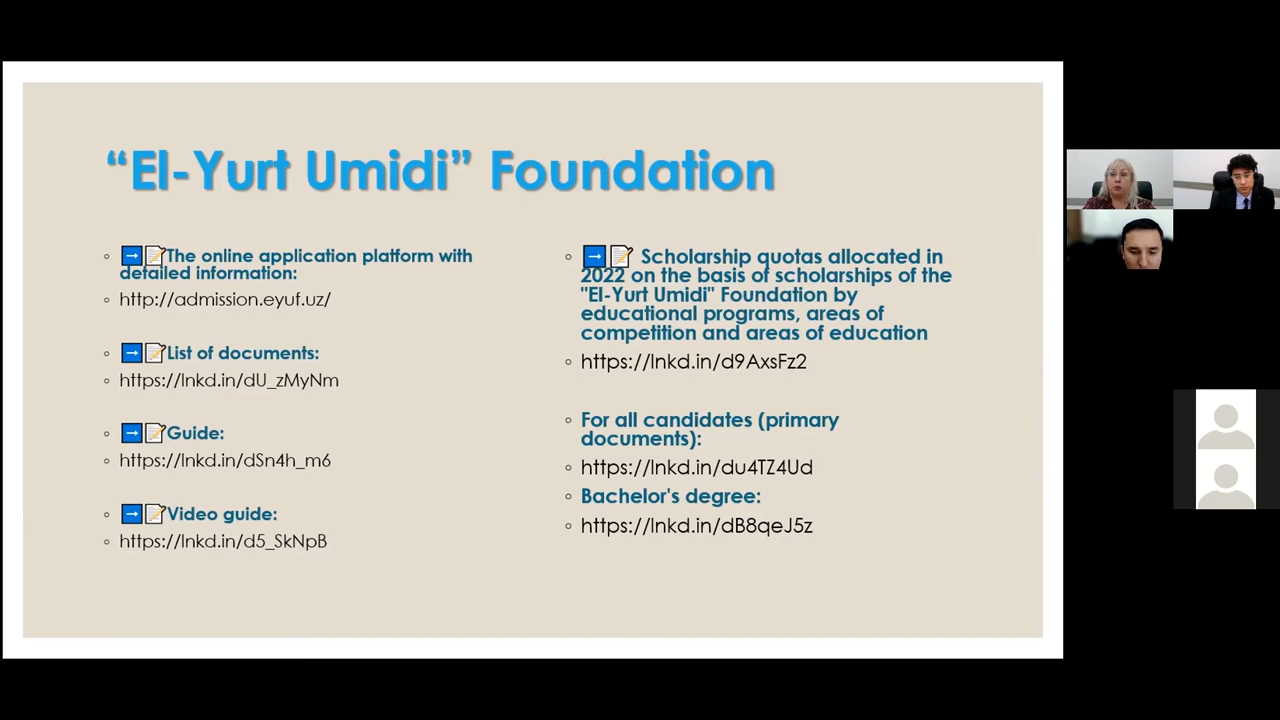 “El-Yurt Umidi” Foundation
The online application platform with
detailed information:
http://admission.eyuf.uz/
List of documents:
https://lnkd.in/dU_zMyNm
Guide:
https://lnkd.in/dSn4h_m6
Video guide:
https://lnkd.in/d5_SkNpB
Scholarship quotas allocated in
2022 on the basis of scholarships of the
"El-Yurt Umidi" Foundation by
educational programs, areas of
competition and areas of education
https://lnkd.in/d9AxsFz2
For all candidates (primary
documents):
https://lnkd.in/du4TZ4Ud
Bachelor's degree:
https://lnkd.in/dB8qeJ5z